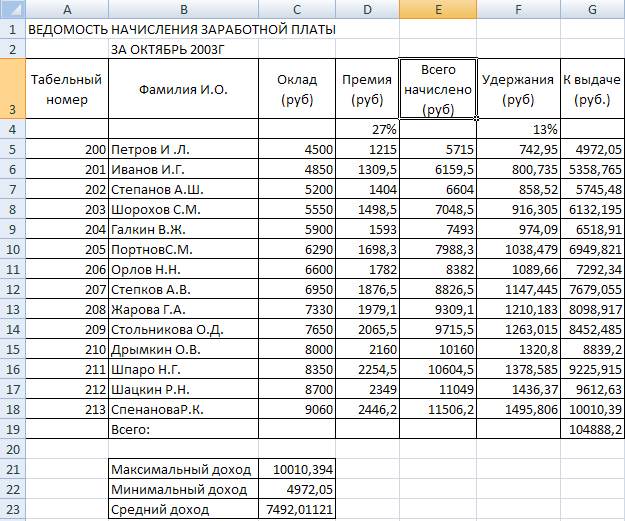 A B C D E F G
1 ВЕДОМОСТЬ НАЧИСЛЕНИЯ ЗАРАБОТНОЙ ПЛАТЫ
2 ЗА ОКТЯБРЬ 2003Г
3 Табельный номер Фамилия И.О. Оклад (руб) Премия (руб) Всего начислено (руб) Удержания (руб) К выдаче (руб.)
4 27% 13%
5 200 Петров И .Л. 4500 1215 5715 742,95 4972,05
6 201 Иванов И.Г. 4850 1309,5 6159,5 800,735 5358,765
7 202 Степанов А.Ш. 5200 1404 6604 858,52 5745,48
8 203 Шорохов С.М. 5550 1498,5 7048,5 916,305 6132,195
9 204 Галкин В.Ж. 5900 1593 7493 974,09 6518,91
10 205 ПортновС.М. 6290 1698,3 7988,3 1038,479 6949,821
11 206 Орлов Н.Н. 6600 1782 8382 1089,66 7292,34
12 207 Степков А.В. 6950 1876,5 8826,5 1147,445 7679,055
13 208 Жарова Г.А. 7330 1979,1 9309,1 1210,183 8098,917
14 209 Стольникова О.Д. 7650 2065,5 9715,5 1263,015 8452,485
15 210 Дрымкин О.В. 8000 2160 10160 1320,8 8839,2
16 211 Шпаро Н.Г. 8350 2254,5 10604,5 1378,585 9225,915
17 212 Шацкин Р.Н. 8700 2349 11049 1436,37 9612,63
18 213 СпенановаР.К. 9060 2446,2 11506,2 1495,806 10010,39
19 Всего: 104888,2
20
21 Максимальный доход 10010,394
22 Минимальный доход 4972,05
23 Средний доход 7492,01121